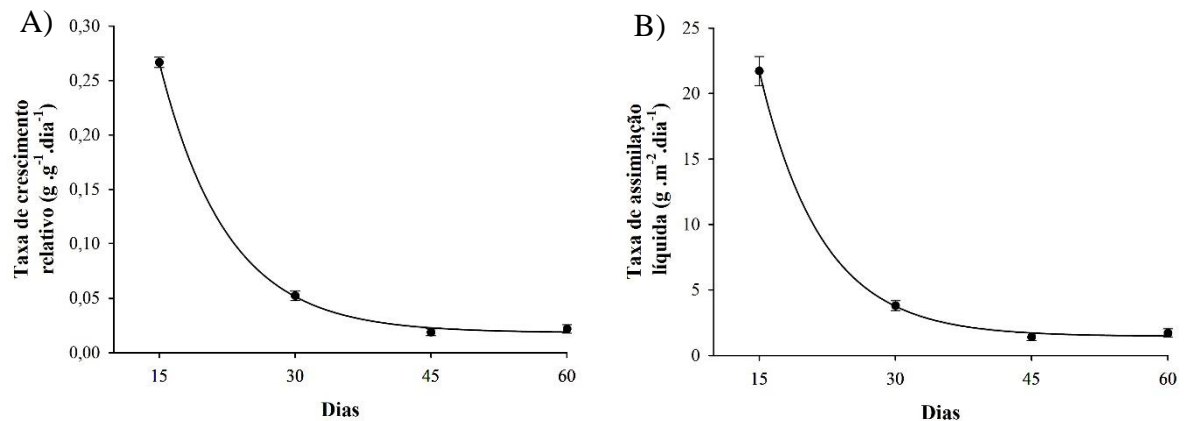 A)
Taxa de crescimento
relativo (g .g⁻¹.dia⁻¹)
0,30
0,25
0,20
0,15
0,10
0,05
0,00
15 30 45 60
Dias
B)
Taxa de assimilação
líquida (g .m⁻².dia⁻¹)
25
20
15
10
5
0
15 30 45 60
Dias